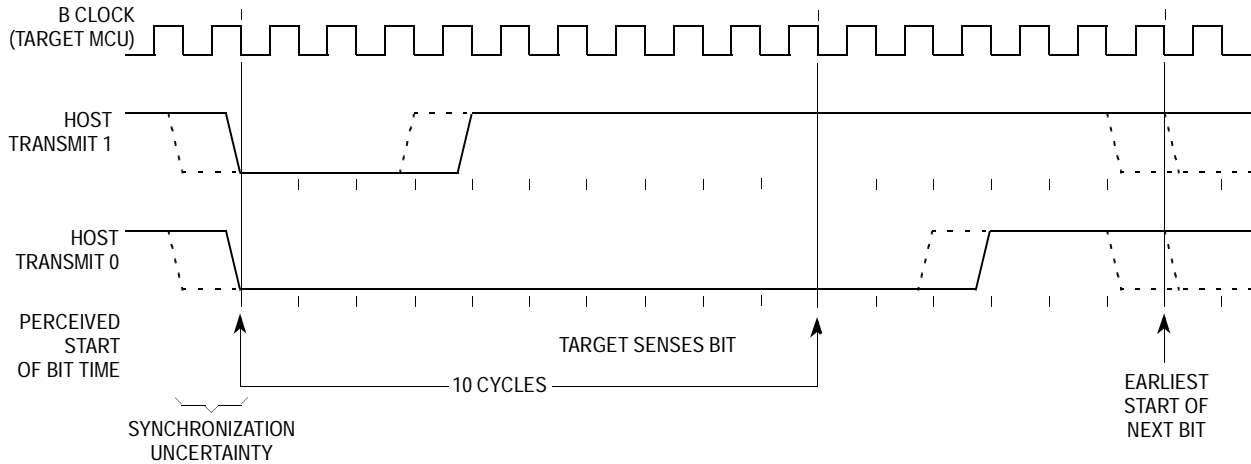 B CLOCK
(TARGET MCU)
HOST
TRANSMIT 1
HOST
TRANSMIT 0
PERCEIVED
START
OF BIT TIME
TARGET SENSES BIT
10 CYCLES
EARLIEST
START OF
NEXT BIT
SYNCHRONIZATION
UNCERTAINTY